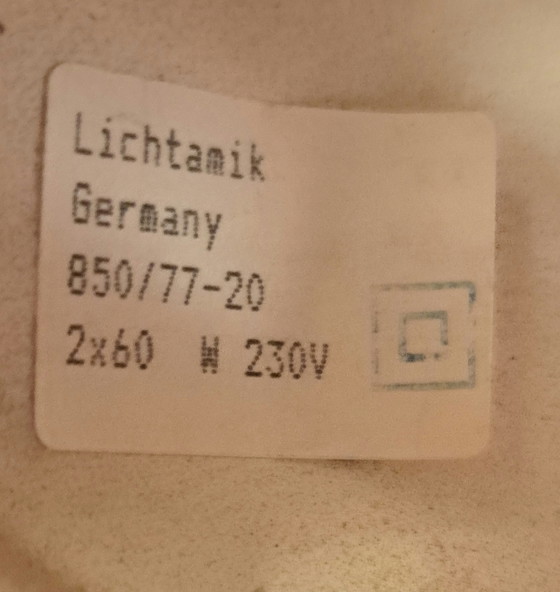 Lichtamik
Germany
850/77-20
2x60 W 230V